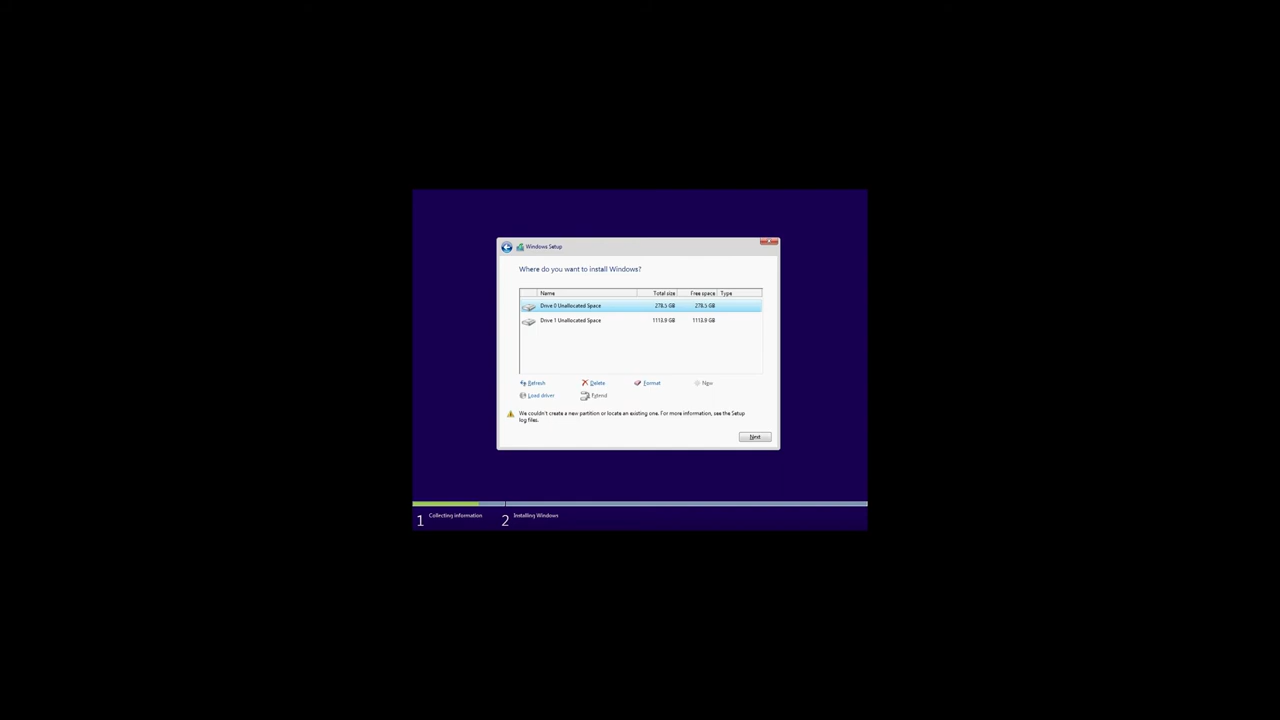 Windows Setup
Where do you want to install Windows?
Name Total size Free space Type
Drive 0 Unallocated Space 278.5 GB 278.5 GB
Drive 1 Unallocated Space 1113.9 GB 1113.9 GB
Refresh Delete Format New
Load driver Extend
We couldn't create a new partition or locate an existing one. For more information, see the Setup
log files.
Next
1 Collecting information 2 Installing Windows